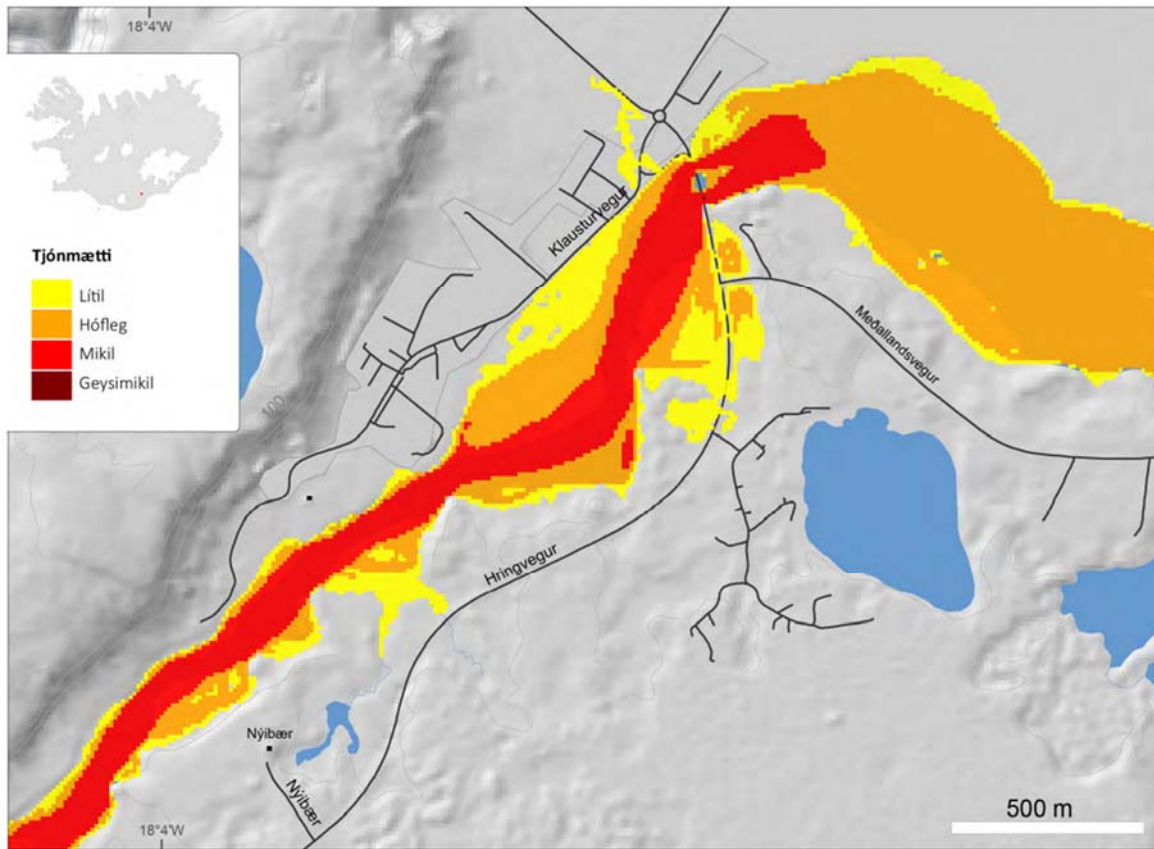 18°4'W
Tjónmætti
Lítil
Hófleg
Mikil
Geysimikil
100
Klausturvegur
Meðallandsvegur
Hringvegur
Nýibær
Nýibær
18°4'W
500 m